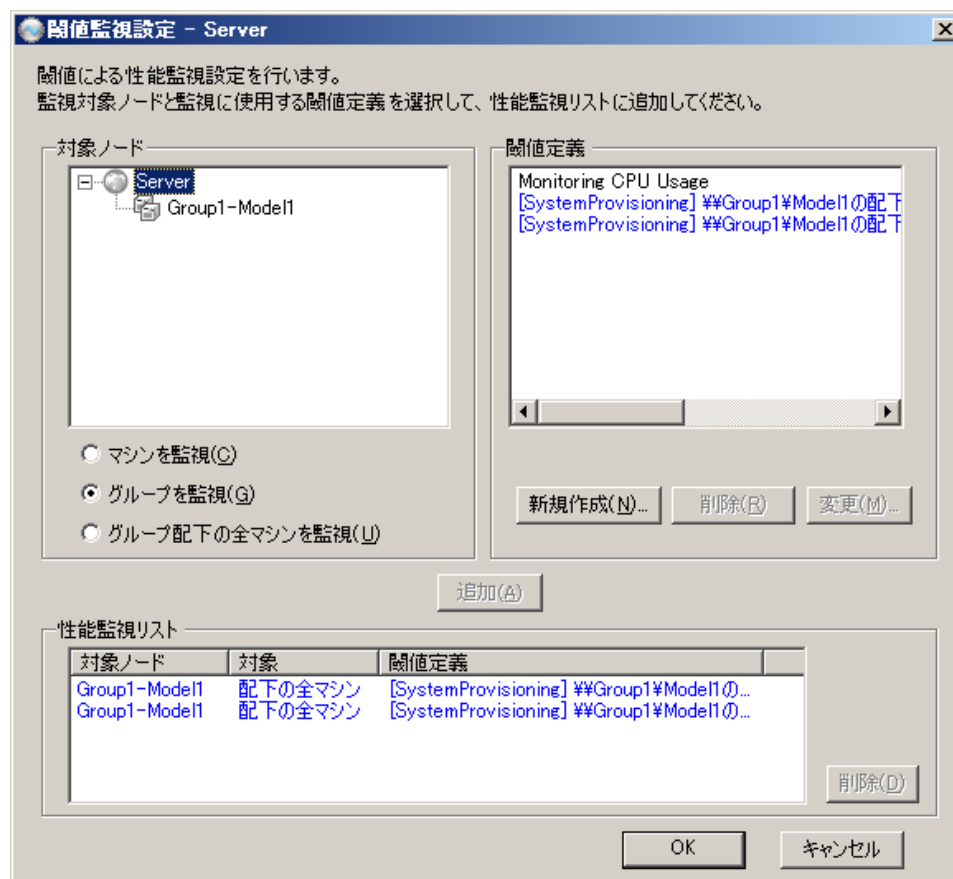 閾値監視設定 - Server
閾値による性能監視設定を行います。
監視対象ノードと監視に使用する閾値定義を選択して、性能監視リストに追加してください。
対象ノード
Server
Group1-Model1
マシンを監視(C)
グループを監視(G)
グループ配下の全マシンを監視(U)
閾値定義
Monitoring CPU Usage
[SystemProvisioning] ¥¥Group1¥Model1の配下
[SystemProvisioning] ¥¥Group1¥Model1の配下
新規作成(N)... 削除(R) 変更(M)...
追加(A)
性能監視リスト
対象ノード 対象 閾値定義
Group1-Model1 配下の全マシン [SystemProvisioning] ¥¥Group1¥Model1の...
Group1-Model1 配下の全マシン [SystemProvisioning] ¥¥Group1¥Model1の...
削除(D)
OK キャンセル